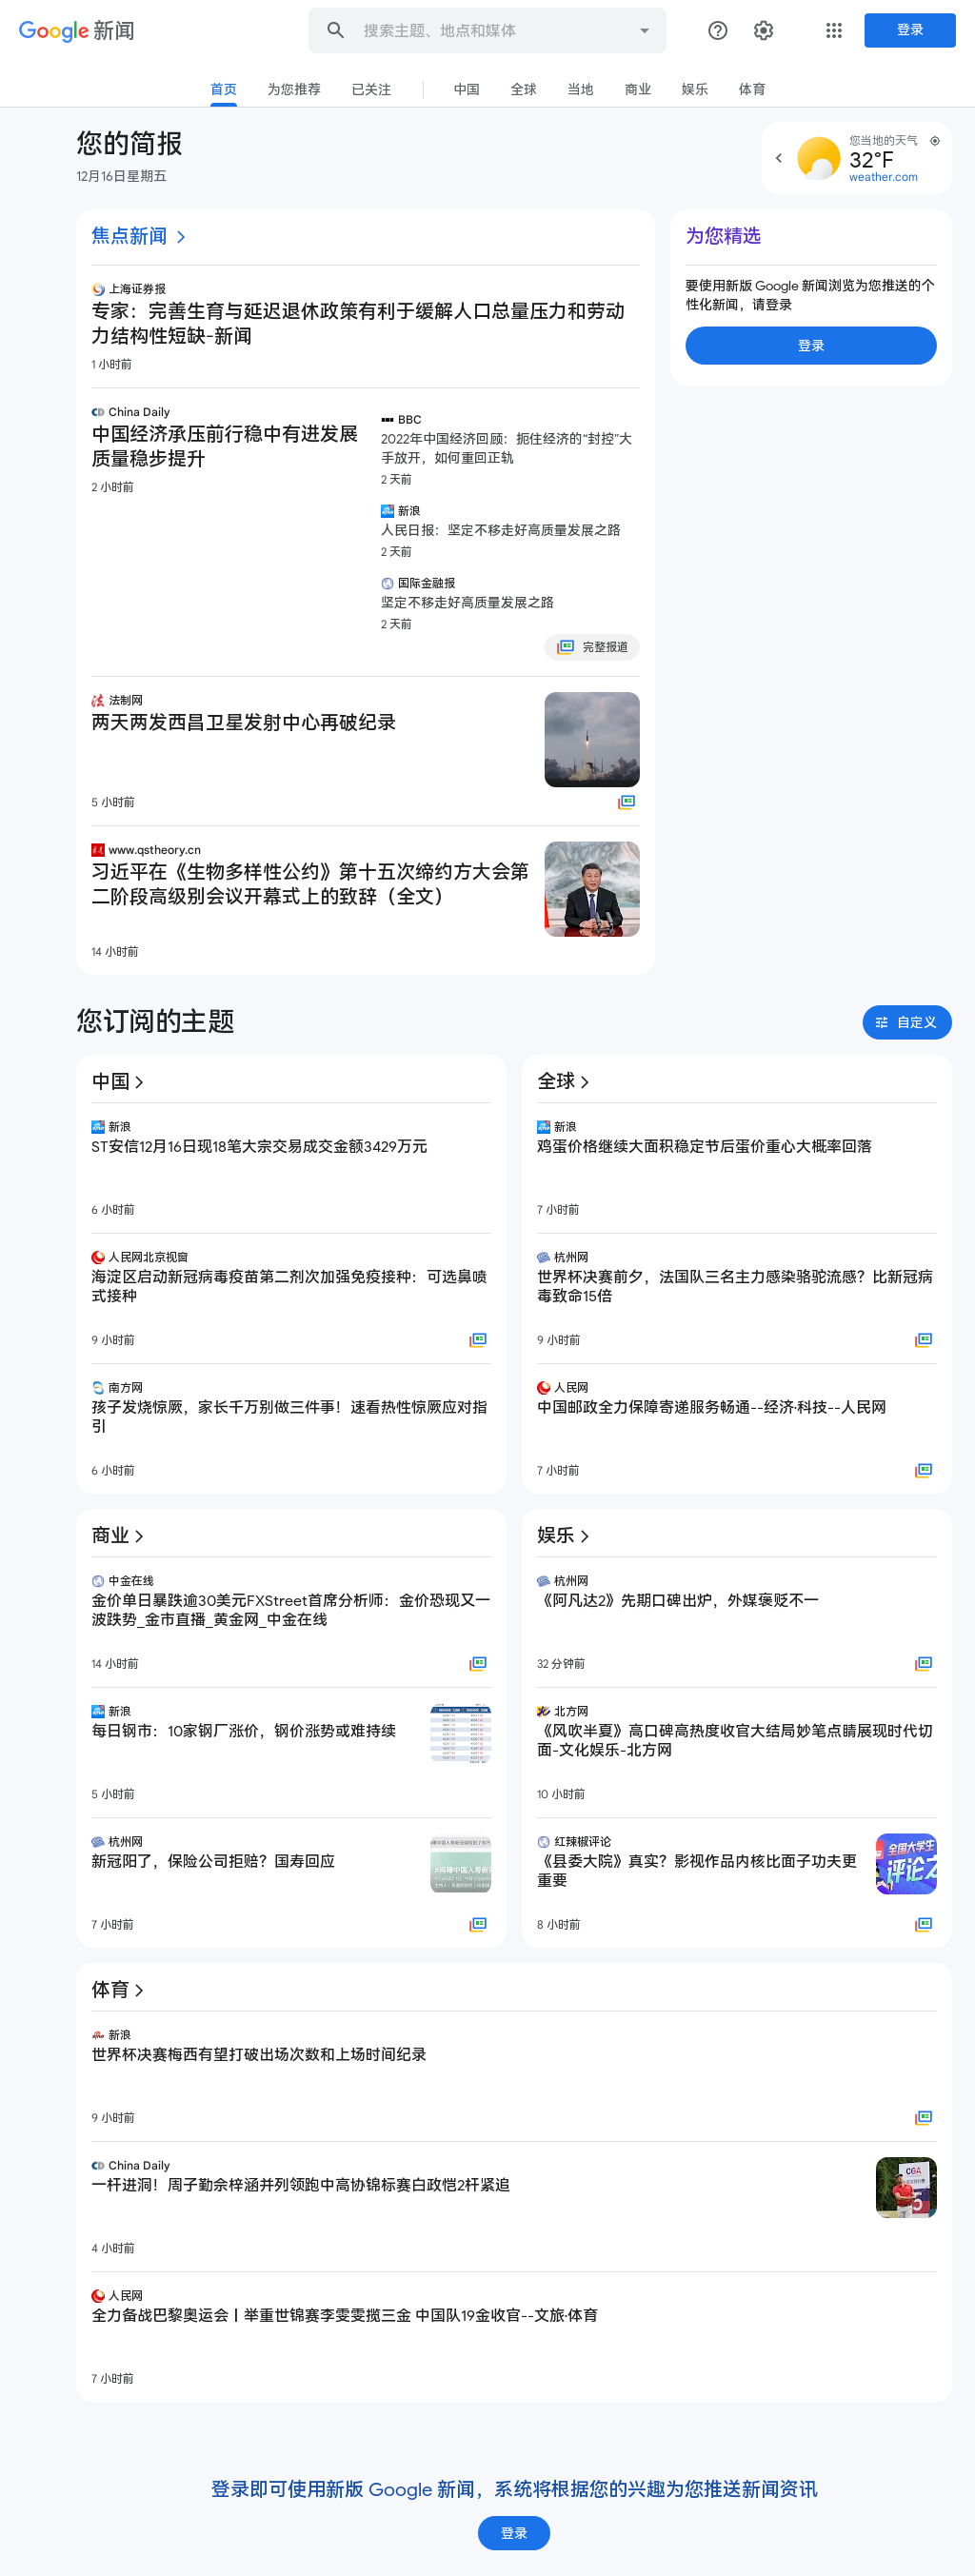 Google 新闻
搜索主题、地点和媒体
登录
首页
为您推荐
已关注
中国
全球
当地
商业
娱乐
体育
您的简报
12月16日星期五
您当地的天气
32°F
weather.com
焦点新闻
上海证券报
专家：完善生育与延迟退休政策有利于缓解人口总量压力和劳动
力结构性短缺-新闻
1 小时前
China Daily
中国经济承压前行稳中有进发展
质量稳步提升
2 小时前
BBC
2022年中国经济回顾：扼住经济的“封控”大
手放开，如何重回正轨
2 天前
新浪
人民日报：坚定不移走好高质量发展之路
2 天前
国际金融报
坚定不移走好高质量发展之路
2 天前
完整报道
法制网
两天两发西昌卫星发射中心再破纪录
5 小时前
www.qstheory.cn
习近平在《生物多样性公约》第十五次缔约方大会第
二阶段高级别会议开幕式上的致辞（全文）
14 小时前
为您精选
要使用新版 Google 新闻浏览为您推送的个
性化新闻，请登录
登录
您订阅的主题
自定义
中国
新浪
ST安信12月16日现18笔大宗交易成交金额3429万元
6 小时前
人民网北京视窗
海淀区启动新冠病毒疫苗第二剂次加强免疫接种：可选鼻喷
式接种
9 小时前
南方网
孩子发烧惊厥，家长千万别做三件事！速看热性惊厥应对指
引
6 小时前
全球
新浪
鸡蛋价格继续大面积稳定节后蛋价重心大概率回落
7 小时前
杭州网
世界杯决赛前夕，法国队三名主力感染骆驼流感？比新冠病
毒致命15倍
9 小时前
人民网
中国邮政全力保障寄递服务畅通--经济·科技--人民网
7 小时前
商业
中金在线
金价单日暴跌逾30美元FXStreet首席分析师：金价恐现又一
波跌势_金市直播_黄金网_中金在线
14 小时前
新浪
每日钢市：10家钢厂涨价，钢价涨势或难持续
5 小时前
杭州网
新冠阳了，保险公司拒赔？国寿回应
7 小时前
娱乐
杭州网
《阿凡达2》先期口碑出炉，外媒褒贬不一
32 分钟前
北方网
《风吹半夏》高口碑高热度收官大结局妙笔点睛展现时代切
面-文化娱乐-北方网
10 小时前
红辣椒评论
《县委大院》真实？影视作品内核比面子功夫更
重要
全国大学生
8 小时前
体育
新浪
世界杯决赛梅西有望打破出场次数和上场时间纪录
9 小时前
China Daily
一杆进洞！周子勤佘梓涵并列领跑中高协锦标赛白政恺2杆紧追
CGA
5
4 小时前
人民网
全力备战巴黎奥运会丨举重世锦赛李雯雯揽三金 中国队19金收官--文旅·体育
7 小时前
登录即可使用新版 Google 新闻，系统将根据您的兴趣为您推送新闻资讯
登录